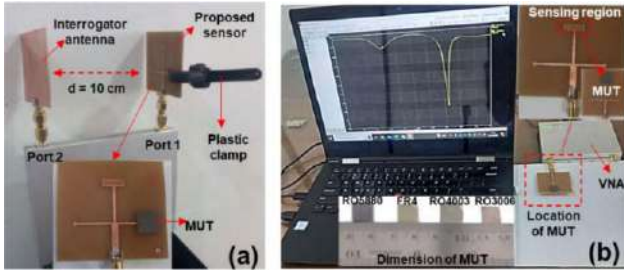 Interrogator
antenna
Proposed
sensor
d = 10 cm
Port 2
Port 1
Plastic
clamp
MUT
(a)
Sensing region
MUT
VNA
Location
of MUT
RO5880 FR4 RO4003 RO3006
Dimension of MUT
(b)